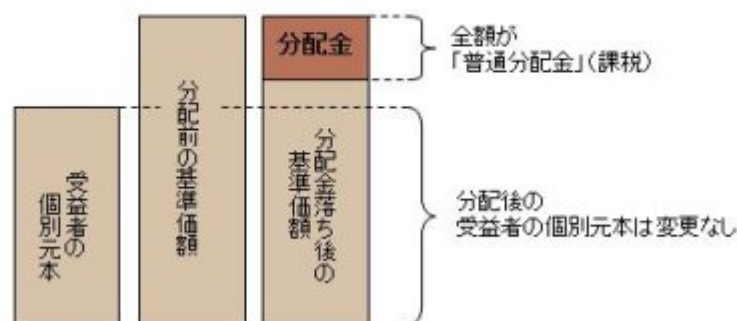 受益者の
個別元本
分配前の基準価額
分配金
分配金落ち後の
基準価額
全額が
「普通分配金」(課税)
分配後の
受益者の個別元本は変更なし